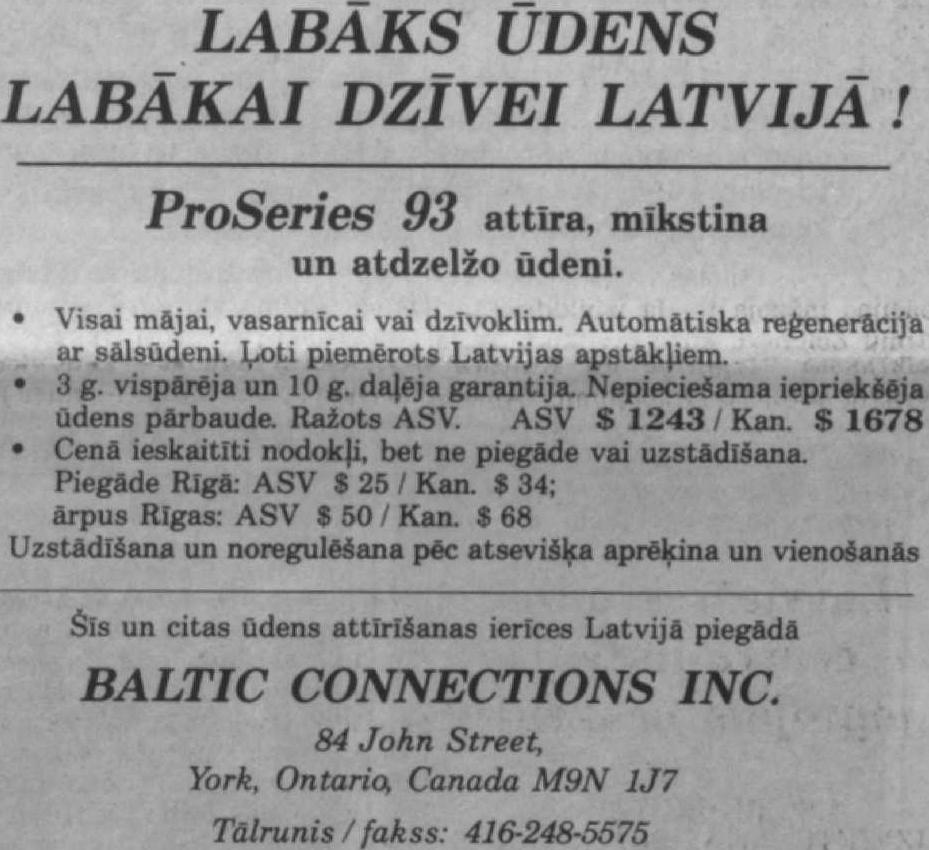 LABĀKS ŪDENS
LABĀKAI DZĪVEI LATVIJĀ !
ProSeries 93 attīra, mīkstina
un atdzelžo ūdeni.
• Visai mājai, vasarnīcai vai dzīvoklim. Automātiska reģenerācija
ar sālsūdeni. Ļoti piemērots Latvijas apstākļiem.
• 3 g. vispārēja un 10 g. daļēja garantija. Nepieciešama iepriekšēja
ūdens pārbaude. Ražots ASV. ASV $ 1243 / Kan. $ 1678
• Cenā ieskaitīti nodokļi, bet ne piegāde vai uzstādīšana.
Piegāde Rīgā: ASV $ 25 / Kan. $ 34;
ārpus Rīgas: ASV $ 50 / Kan. $ 68
Uzstādīšana un noregulēšana pēc atsevišķa aprēķina un vienošanās
Šīs un citas ūdens attīrīšanas ierīces Latvijā piegādā
BALTIC CONNECTIONS INC.
84 John Street,
York, Ontario, Canada M9N 1J7
Tālrunis / fakss: 416-248-5575